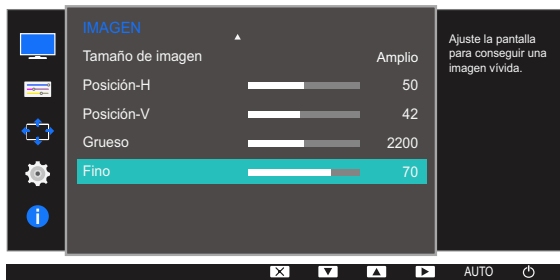 IMAGEN
Tamaño de imagen Amplio
Posición-H 50
Posición-V 42
Grueso 2200
Fino 70
Ajuste la pantalla
para conseguir una
imagen vívida.
AUTO